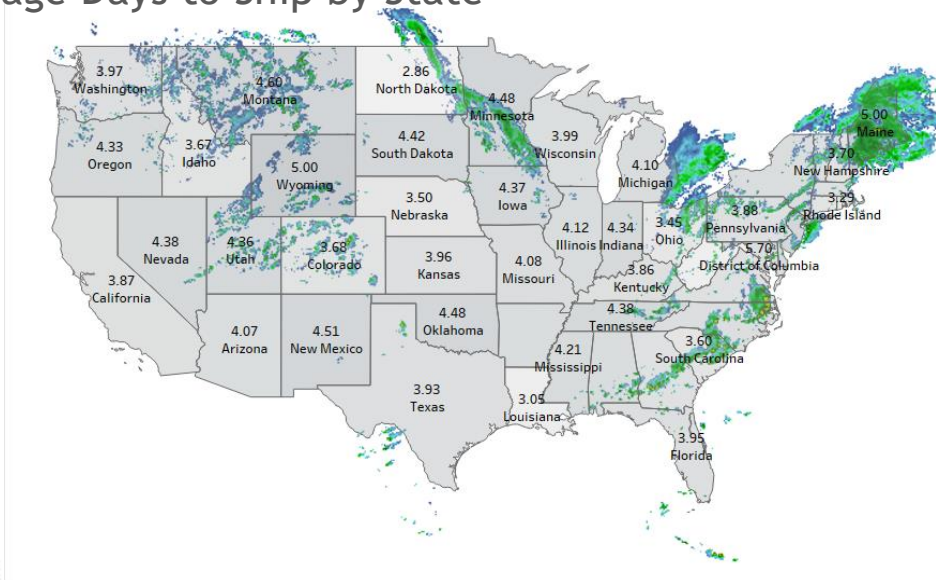 age Days to Ship by State
3.97
Washington
4.60
Montana
2.86
North Dakota
4.48
Minnesota
5.00
Maine
4.33
Oregon
3.67
Idaho
4.42
South Dakota
3.99
Wisconsin
3.70
New Hampshire
5.00
Wyoming
4.10
Michigan
3.29
Rhode Island
3.50
Nebraska
4.37
Iowa
3.88
Pennsylvania
4.38
Nevada
4.36
Utah
3.68
Colorado
4.12
Illinois
4.34
Indiana
3.45
Ohio
5.70
District of Columbia
3.87
California
3.96
Kansas
4.08
Missouri
3.86
Kentucky
4.07
Arizona
4.51
New Mexico
4.48
Oklahoma
4.38
Tennessee
3.60
South Carolina
4.21
Mississippi
3.93
Texas
3.05
Louisiana
3.95
Florida